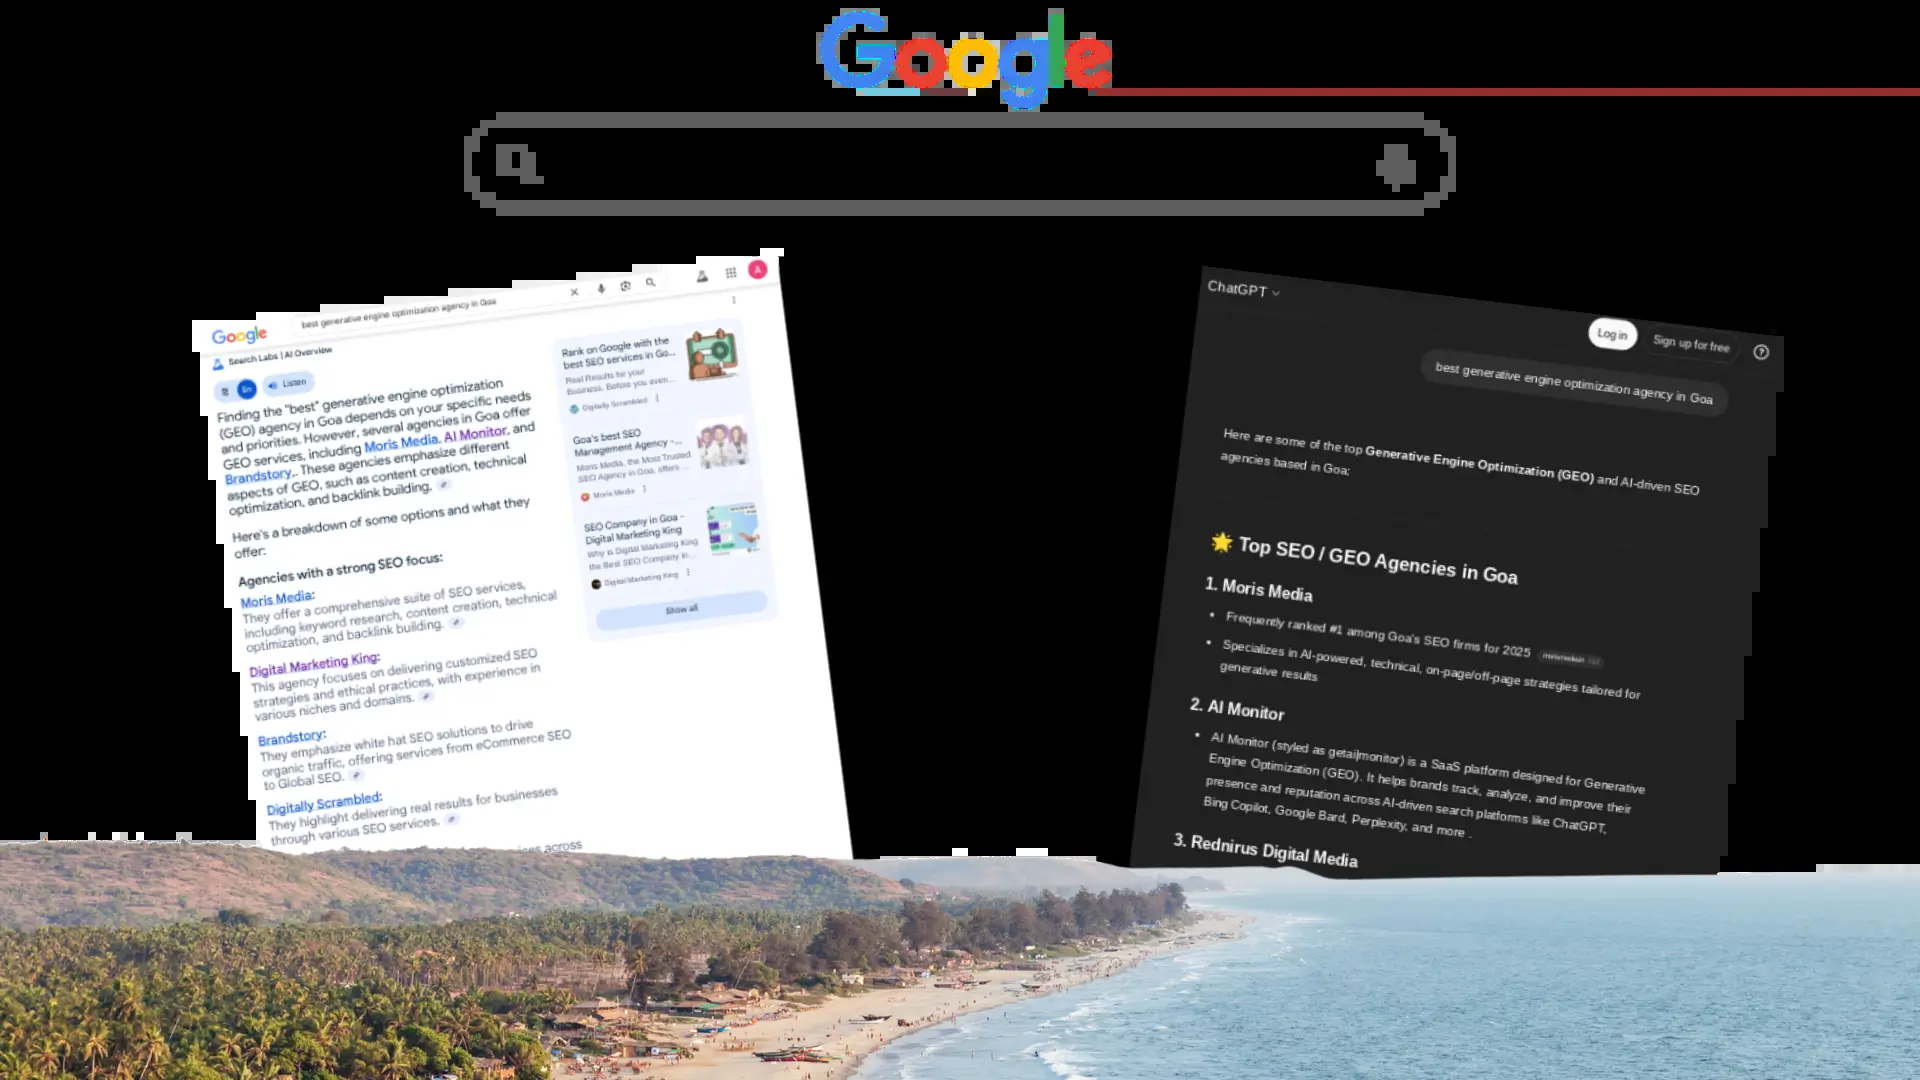 Google
best generative engine optimization agency in Goa
A
Google
Search Labs | AI Overview
En
Listen
Finding the "best" generative engine optimization
(GEO) agency in Goa depends on your specific needs
and priorities. However, several agencies in Goa offer
GEO services, including Moris Media, AI Monitor, and
Brandstory,. These agencies emphasize different
aspects of GEO, such as content creation, technical
optimization, and backlink building.
Here's a breakdown of some options and what they
offer:
Agencies with a strong SEO focus:
Moris Media:
They offer a comprehensive suite of SEO services,
including keyword research, content creation, technical
optimization, and backlink building.
Digital Marketing King:
This agency focuses on delivering customized SEO
strategies and ethical practices, with experience in
various niches and domains.
Brandstory:
They emphasize white hat SEO solutions to drive
organic traffic, offering services from eCommerce SEO
to Global SEO.
Digitally Scrambled:
They highlight delivering real results for businesses
through various SEO services.
across
Rank on Google with the
best SEO services in Go...
Real Results for your
Business. Before you even...
Digitally Scrambled
Goa's best SEO
Management Agency -...
Moris Media, the Most Trusted
SEO Agency in Goa, offers ...
Moris Media
SEO Company in Goa -
Digital Marketing King
Why is Digital Marketing King
the Best SEO Company in...
Digital Marketing King
Show all
ChatGPT
Log in
Sign up for free
?
best generative engine optimization agency in Goa
Here are some of the top Generative Engine Optimization (GEO) and AI-driven SEO
agencies based in Goa:
🌟 Top SEO / GEO Agencies in Goa
1. Moris Media
• Frequently ranked #1 among Goa's SEO firms for 2025
• Specializes in AI-powered, technical, on-page/off-page strategies tailored for
generative results
2. AI Monitor
• AI Monitor (styled as getai|monitor) is a SaaS platform designed for Generative
Engine Optimization (GEO). It helps brands track, analyze, and improve their
presence and reputation across AI-driven search platforms like ChatGPT,
Bing Copilot, Google Bard, Perplexity, and more .
3. Rednirus Digital Media